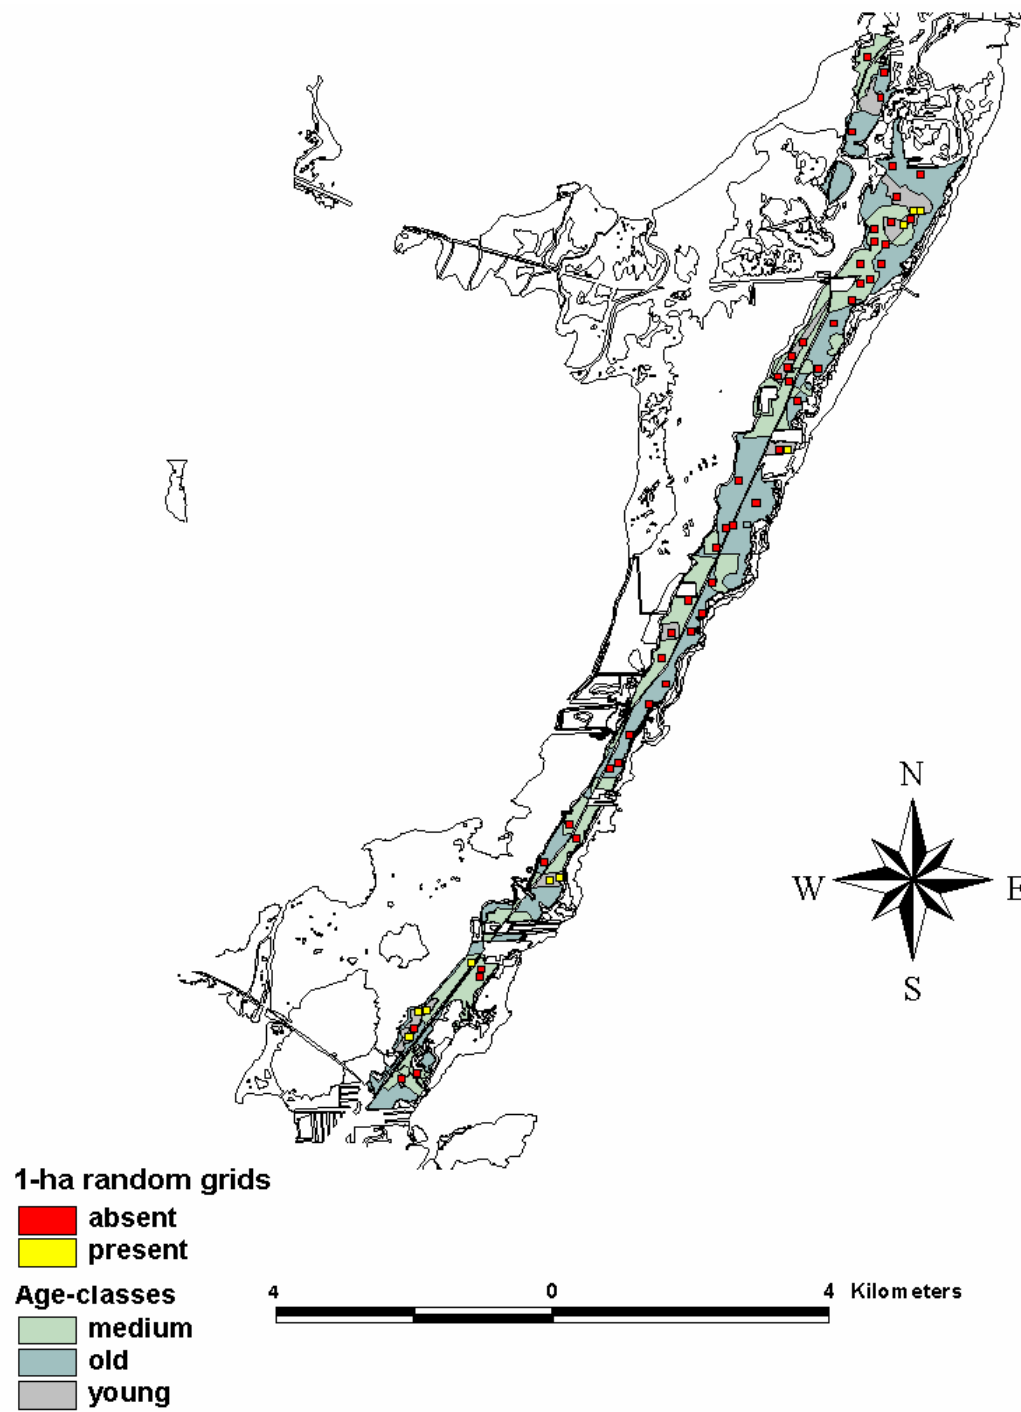 N
W E
S
1-ha random grids
absent
present
Age-classes
medium
old
young
4 0 4 Kilometers